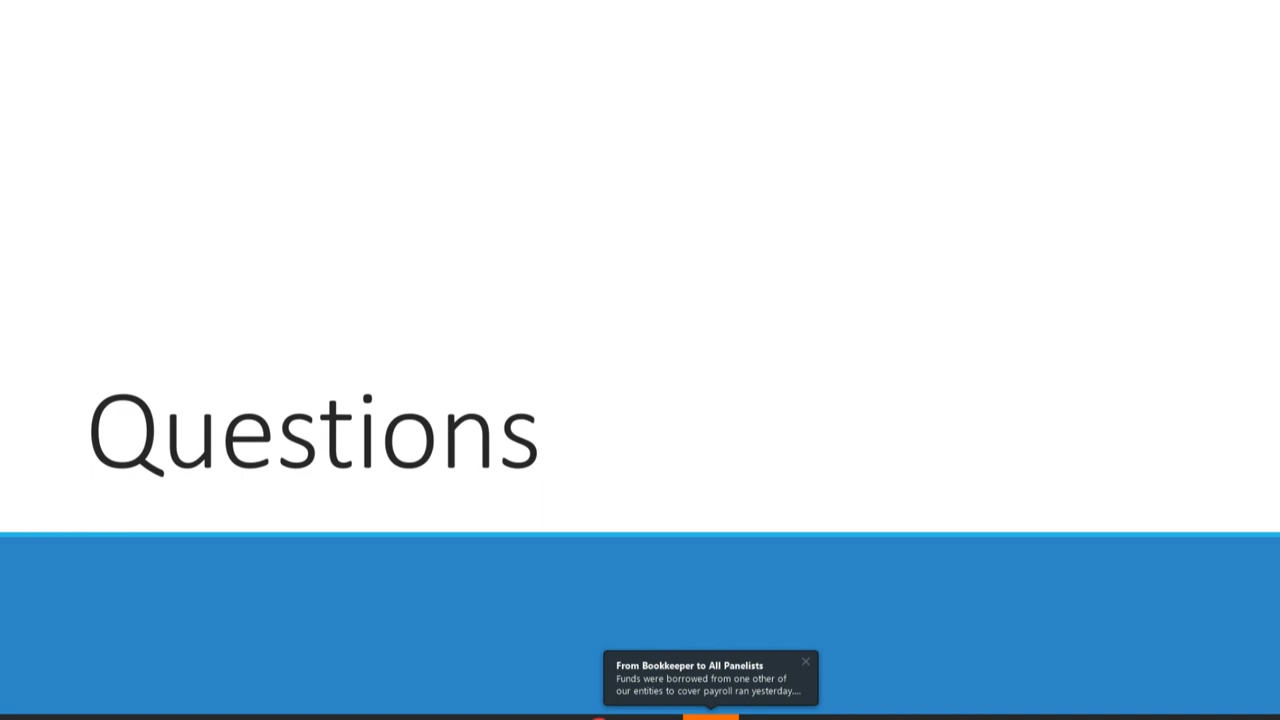 Questions
From Bookkeeper to All Panelists
Funds were borrowed from one other of
our entities to cover payroll ran yesterday....